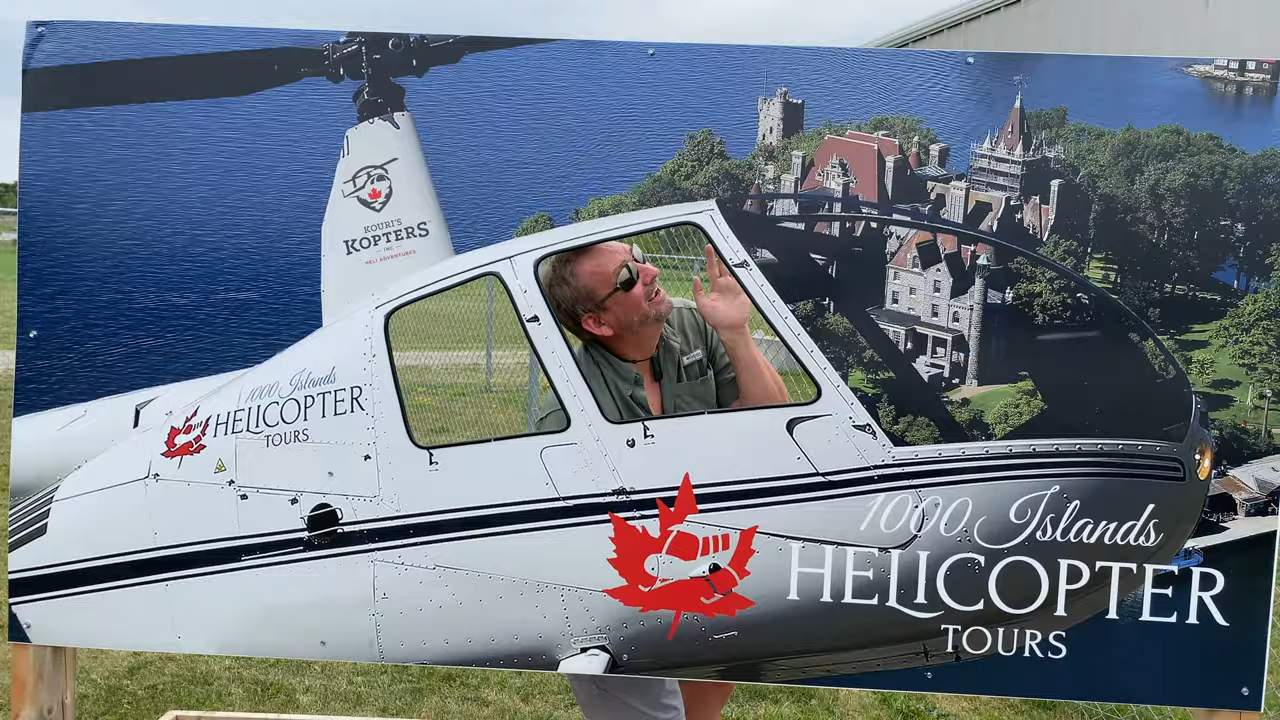 KOURI'S
KOPTERS
INC.
HELI ADVENTURES
1000 Islands
HELICOPTER
TOURS
1000 Islands
HELICOPTER
TOURS